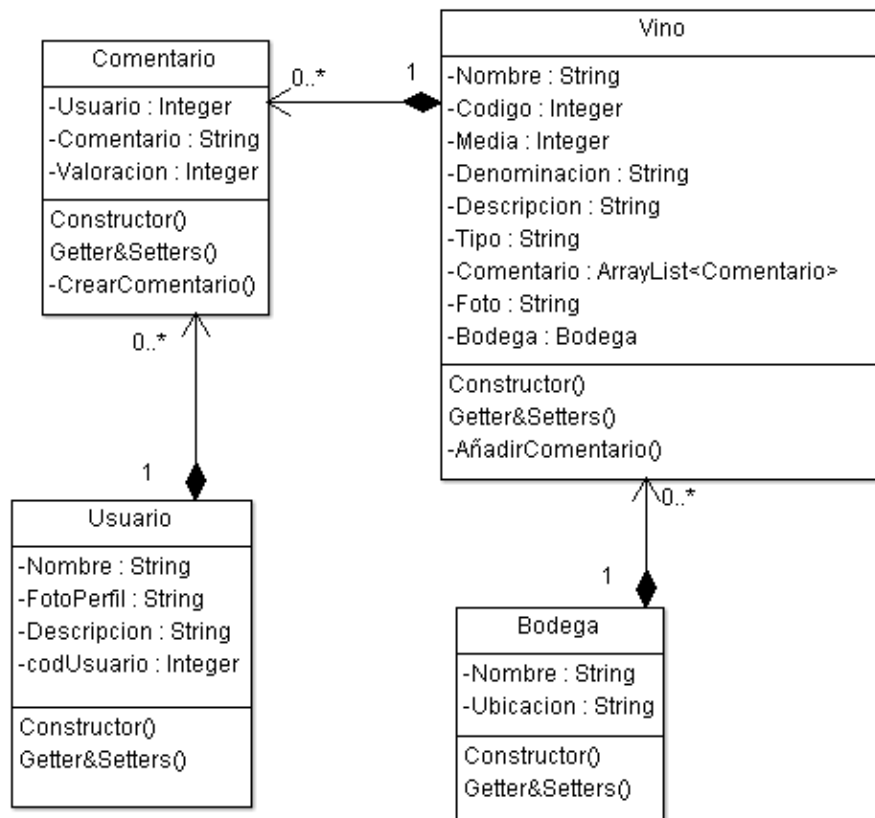 Comentario
-Usuario : Integer
-Comentario : String
-Valoracion : Integer
Constructor()
Getter&Setters()
-CrearComentario()
0..*
1
Vino
-Nombre : String
-Codigo : Integer
-Media : Integer
-Denominacion : String
-Descripcion : String
-Tipo : String
-Comentario : ArrayList<Comentario>
-Foto : String
-Bodega : Bodega
Constructor()
Getter&Setters()
-AñadirComentario()
0..*
1
Usuario
-Nombre : String
-FotoPerfil : String
-Descripcion : String
-codUsuario : Integer
Constructor()
Getter&Setters()
0..*
1
Bodega
-Nombre : String
-Ubicacion : String
Constructor()
Getter&Setters()